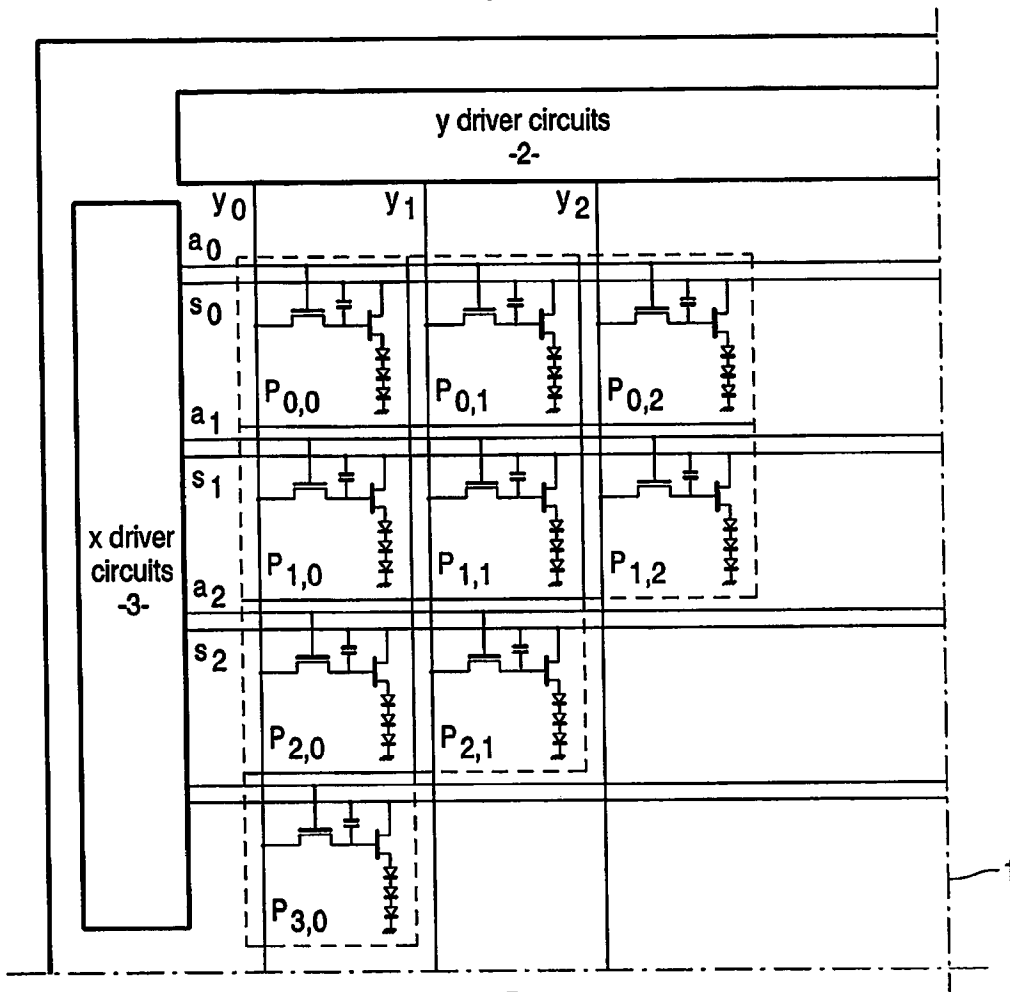 y driver circuits
-2-
y0 y1 y2
a0
s0
P0,0 P0,1 P0,2
a1
s1
x driver
circuits
-3-
P1,0 P1,1 P1,2
a2
s2
P2,0 P2,1
P3,0